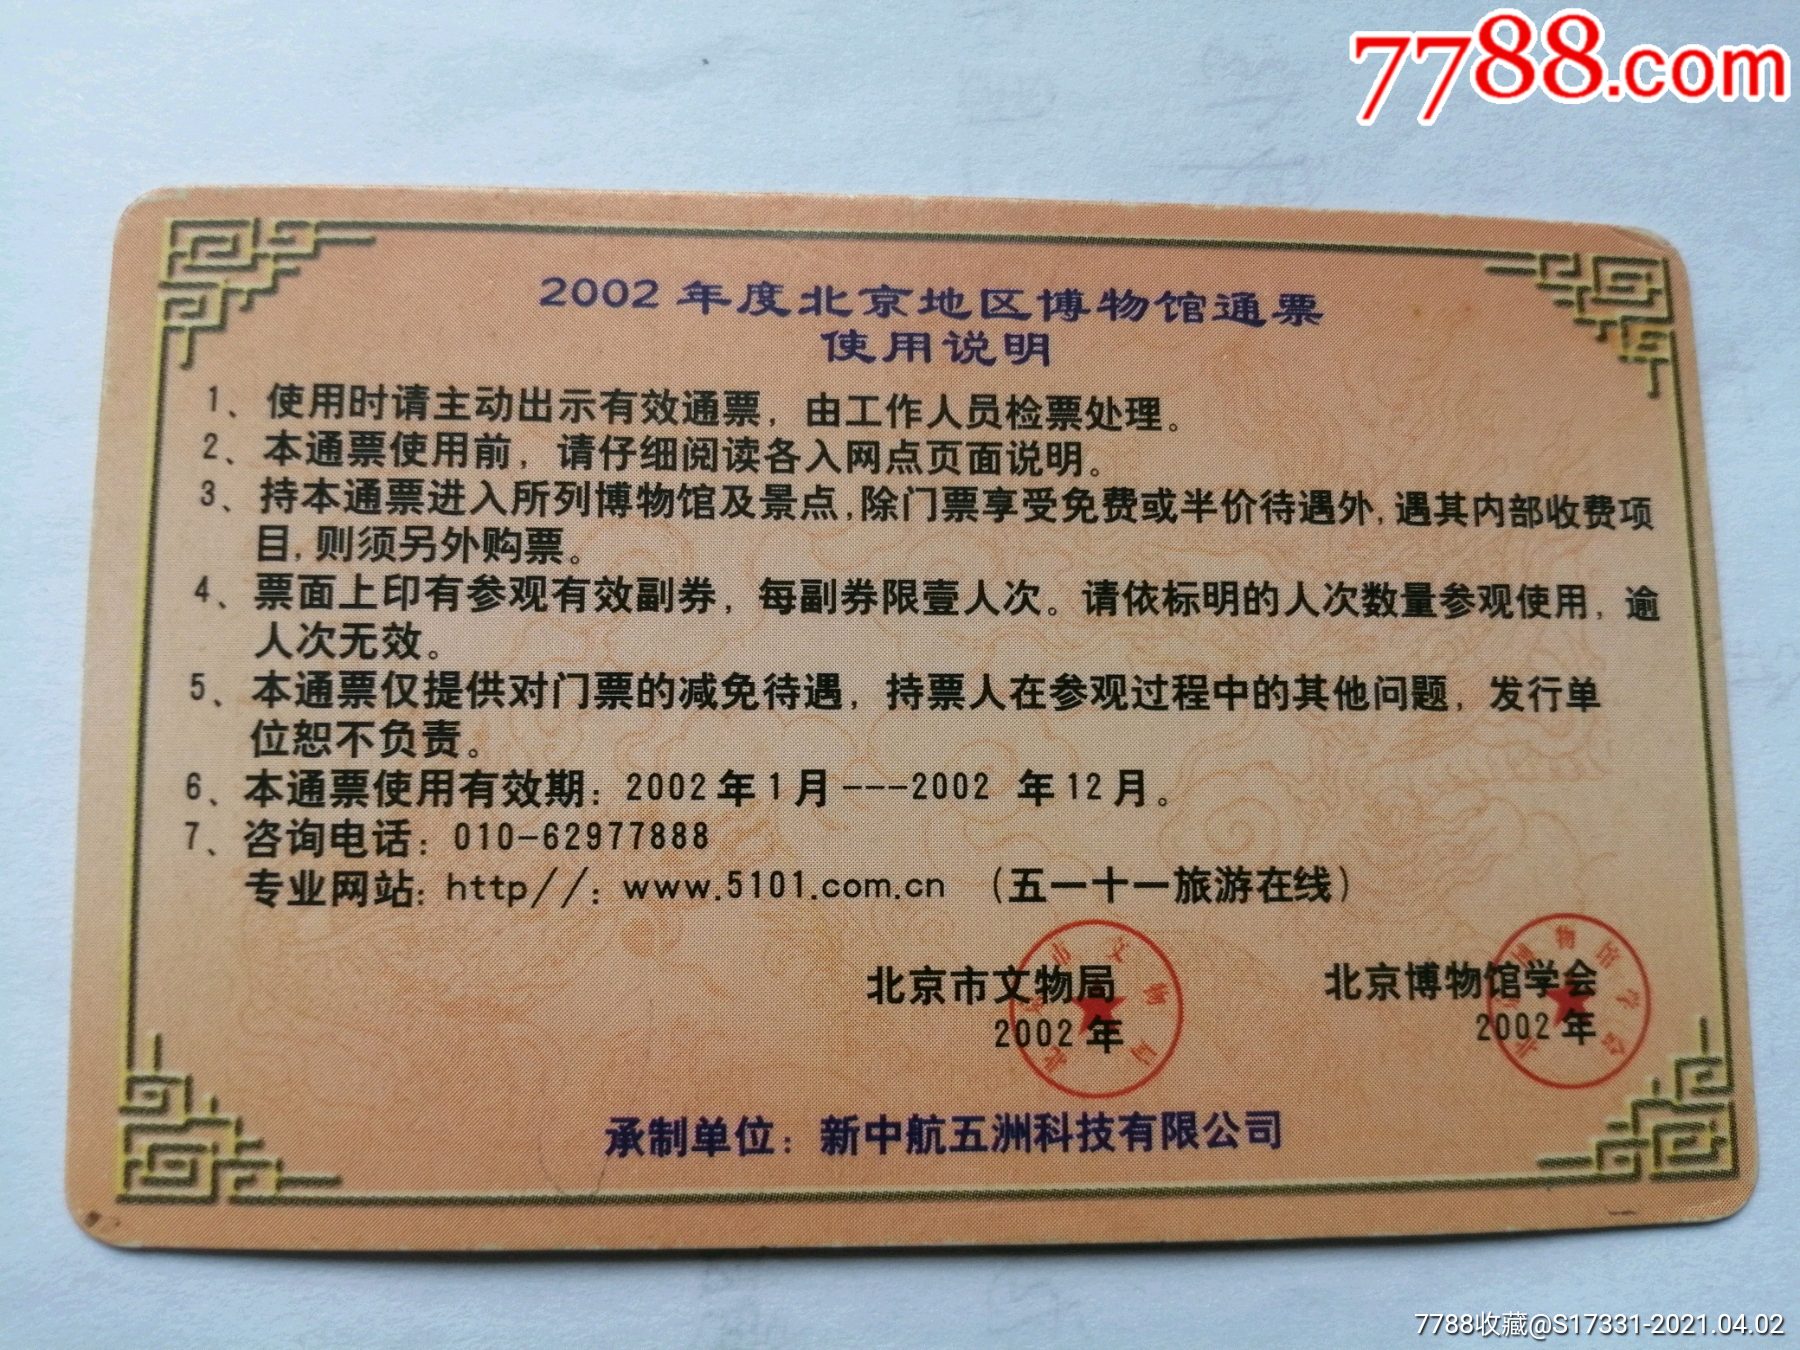 7788.com
2002年度北京地区博物馆通票
使用说明
1、使用时请主动出示有效通票，由工作人员检票处理。
2、本通票使用前，请仔细阅读各入网点页面说明。
3、持本通票进入所列博物馆及景点,除门票享受免费或半价待遇外,遇其内部收费项
目,则须另外购票。
4、票面上印有参观有效副券，每副券限壹人次。请依标明的人次数量参观使用，逾
人次无效。
5、本通票仅提供对门票的减免待遇，持票人在参观过程中的其他问题，发行单
位恕不负责。
6、本通票使用有效期：2002年1月---2002 年12月。
7、咨询电话：010-62977888
专业网站：http//：www.5101.com.cn （五一十一旅游在线）
北京市文物局 北京博物馆学会
2002年 2002年
北京市文物局
北京博物馆学会
承制单位：新中航五洲科技有限公司
7788收藏@S17331-2021.04.02